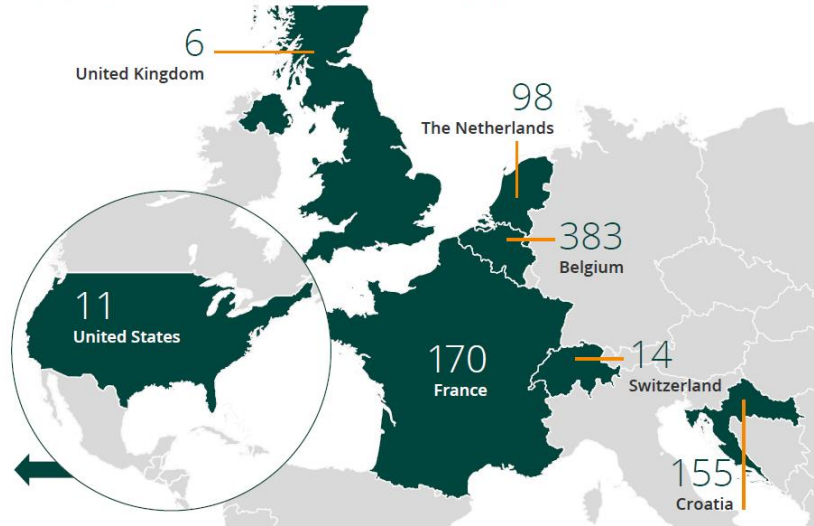 6
United Kingdom
98
The Netherlands
383
Belgium
11
United States
170
France
14
Switzerland
155
Croatia